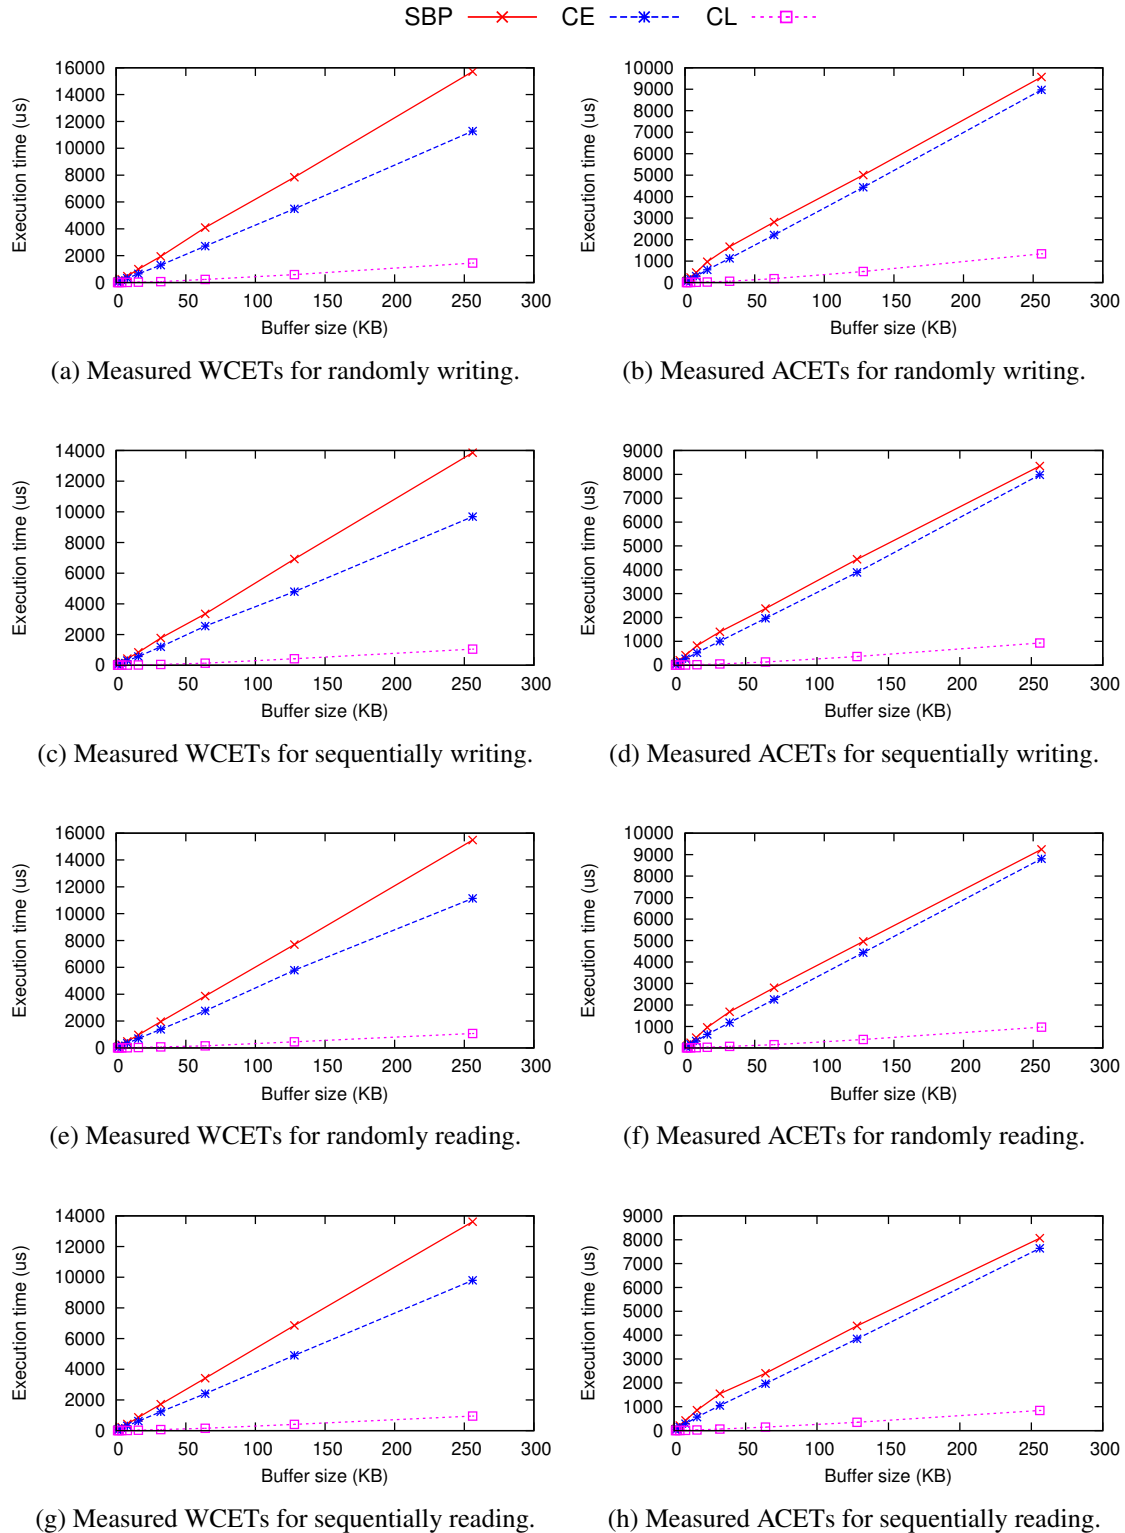 SBP CE CL
16000
14000
12000
10000
8000
6000
4000
2000
0
Execution time (us)
0 50 100 150 200 250 300
Buffer size (KB)
(a) Measured WCETs for randomly writing.
10000
9000
8000
7000
6000
5000
4000
3000
2000
1000
0
Execution time (us)
0 50 100 150 200 250 300
Buffer size (KB)
(b) Measured ACETs for randomly writing.
14000
12000
10000
8000
6000
4000
2000
0
Execution time (us)
0 50 100 150 200 250 300
Buffer size (KB)
(c) Measured WCETs for sequentially writing.
9000
8000
7000
6000
5000
4000
3000
2000
1000
0
Execution time (us)
0 50 100 150 200 250 300
Buffer size (KB)
(d) Measured ACETs for sequentially writing.
16000
14000
12000
10000
8000
6000
4000
2000
0
Execution time (us)
0 50 100 150 200 250 300
Buffer size (KB)
(e) Measured WCETs for randomly reading.
10000
9000
8000
7000
6000
5000
4000
3000
2000
1000
0
Execution time (us)
0 50 100 150 200 250 300
Buffer size (KB)
(f) Measured ACETs for randomly reading.
14000
12000
10000
8000
6000
4000
2000
0
Execution time (us)
0 50 100 150 200 250 300
Buffer size (KB)
(g) Measured WCETs for sequentially reading.
9000
8000
7000
6000
5000
4000
3000
2000
1000
0
Execution time (us)
0 50 100 150 200 250 300
Buffer size (KB)
(h) Measured ACETs for sequentially reading.